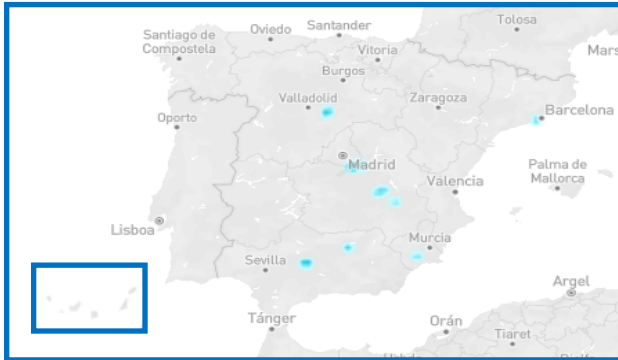 Tolosa
Santander
Oviedo
Santiago de
Compostela
Vitoria
Mars
Burgos
Valladolid
Zaragoza
Barcelona
Oporto
Madrid
Palma de
Mallorca
Valencia
Lisboa
Murcia
Sevilla
Argel
Tánger
Orán
Tiaret